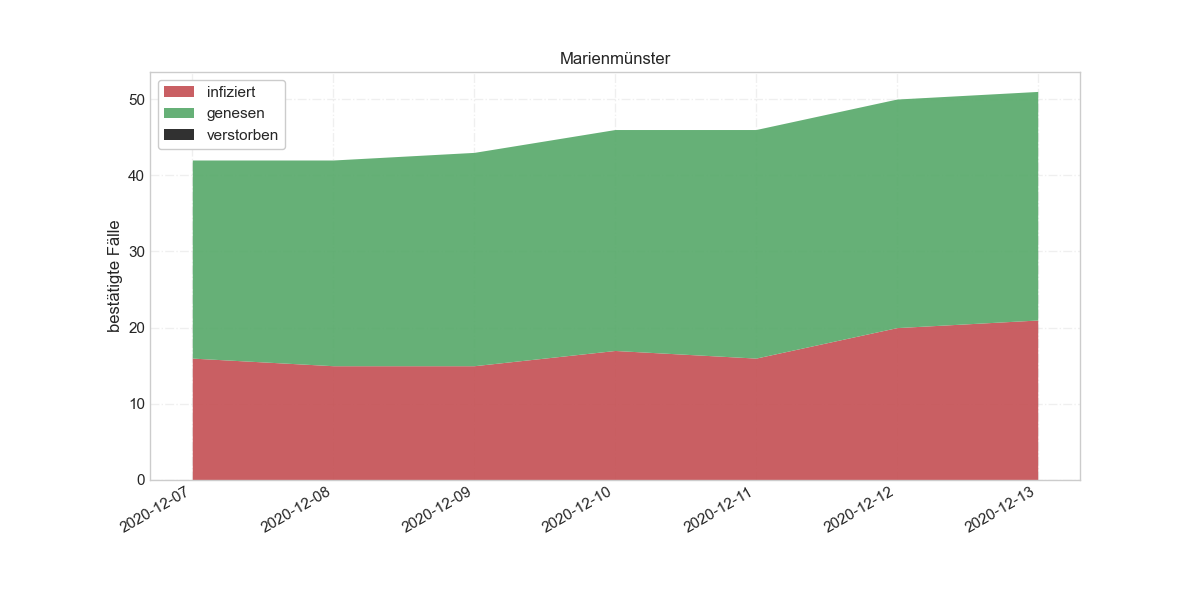 Marienmünster
infiziert
genesen
verstorben
bestätigte Fälle
50
40
30
20
10
0
2020-12-07
2020-12-08
2020-12-09
2020-12-10
2020-12-11
2020-12-12
2020-12-13